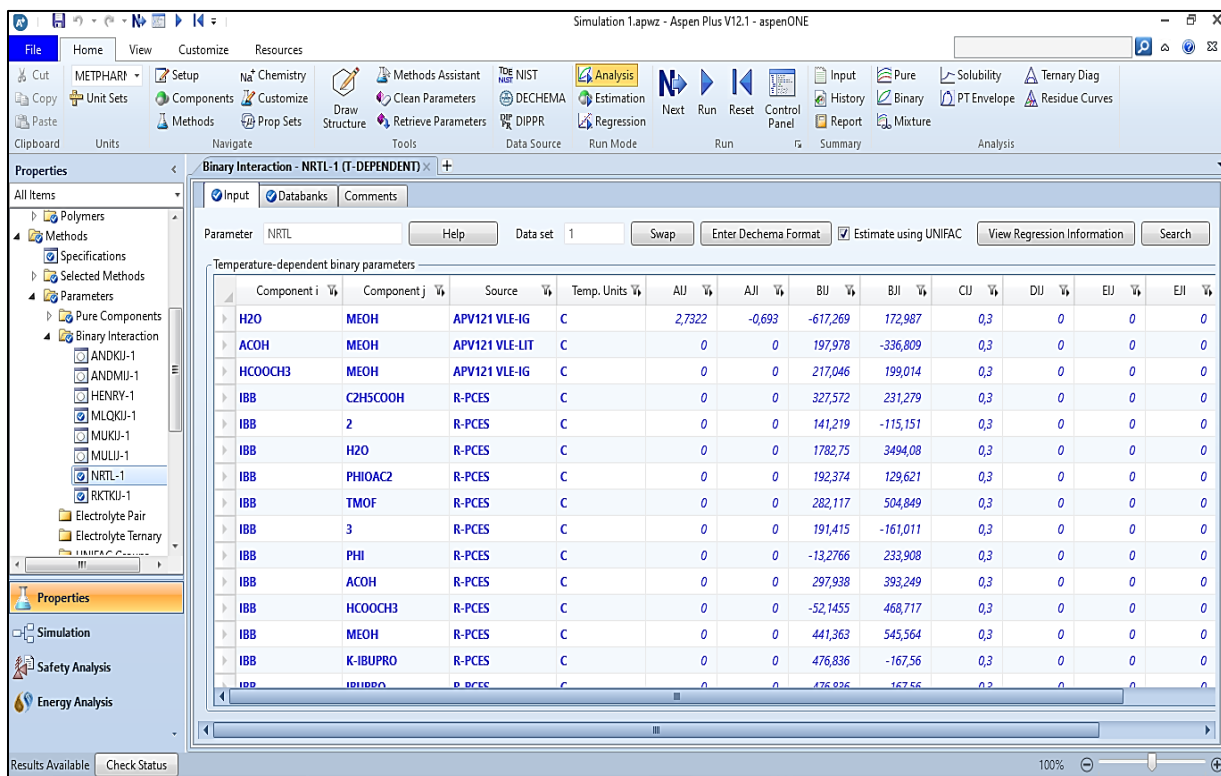 Simulation 1.apwz - Aspen Plus V12.1 - aspenONE
File Home View Customize Resources
Cut METPHARM Setup Na+ Chemistry Methods Assistant NIST Analysis Input Pure Solubility Ternary Diag
Copy Unit Sets Components Customize Draw Structure Clean Parameters DECHEMA Estimation Next Run Reset Control Panel History Binary PT Envelope Residue Curves
Paste Methods Prop Sets Retrieve Parameters DIPPR Regression Report Mixture
Clipboard Units Navigate Tools Data Source Run Mode Run Summary Analysis
Properties
All Items
Polymers
Methods
Specifications
Selected Methods
Parameters
Pure Components
Binary Interaction
ANDKIJ-1
ANDMIJ-1
HENRY-1
MLQKIJ-1
MUKIJ-1
MULIJ-1
NRTL-1
RKTKIJ-1
Electrolyte Pair
Electrolyte Ternary
Properties
Simulation
Safety Analysis
Energy Analysis
Binary Interaction - NRTL-1 (T-DEPENDENT)
Input Databanks Comments
Parameter NRTL Help Data set 1 Swap Enter Dechema Format Estimate using UNIFAC View Regression Information Search
Temperature-dependent binary parameters
Component i Component j Source Temp. Units AIJ AJI BIJ BJI CIJ DIJ EIJ EJI
H2O MEOH APV121 VLE-IG C 2,7322 -0,693 -617,269 172,987 0,3 0 0 0
ACOH MEOH APV121 VLE-LIT C 0 0 197,978 -336,809 0,3 0 0 0
HCOOCH3 MEOH APV121 VLE-IG C 0 0 217,046 199,014 0,3 0 0 0
IBB C2H5COOH R-PCES C 0 0 327,572 231,279 0,3 0 0 0
IBB 2 R-PCES C 0 0 141,219 -115,151 0,3 0 0 0
IBB H2O R-PCES C 0 0 1782,75 3494,08 0,3 0 0 0
IBB PHIOAC2 R-PCES C 0 0 192,374 129,621 0,3 0 0 0
IBB TMOF R-PCES C 0 0 282,117 504,849 0,3 0 0 0
IBB 3 R-PCES C 0 0 191,415 -161,011 0,3 0 0 0
IBB PHI R-PCES C 0 0 -13,2766 233,908 0,3 0 0 0
IBB ACOH R-PCES C 0 0 297,938 393,249 0,3 0 0 0
IBB HCOOCH3 R-PCES C 0 0 -52,1455 468,717 0,3 0 0 0
IBB MEOH R-PCES C 0 0 441,363 545,564 0,3 0 0 0
IBB K-IBUPRO R-PCES C 0 0 476,836 -167,56 0,3 0 0 0
Results Available Check Status 100%